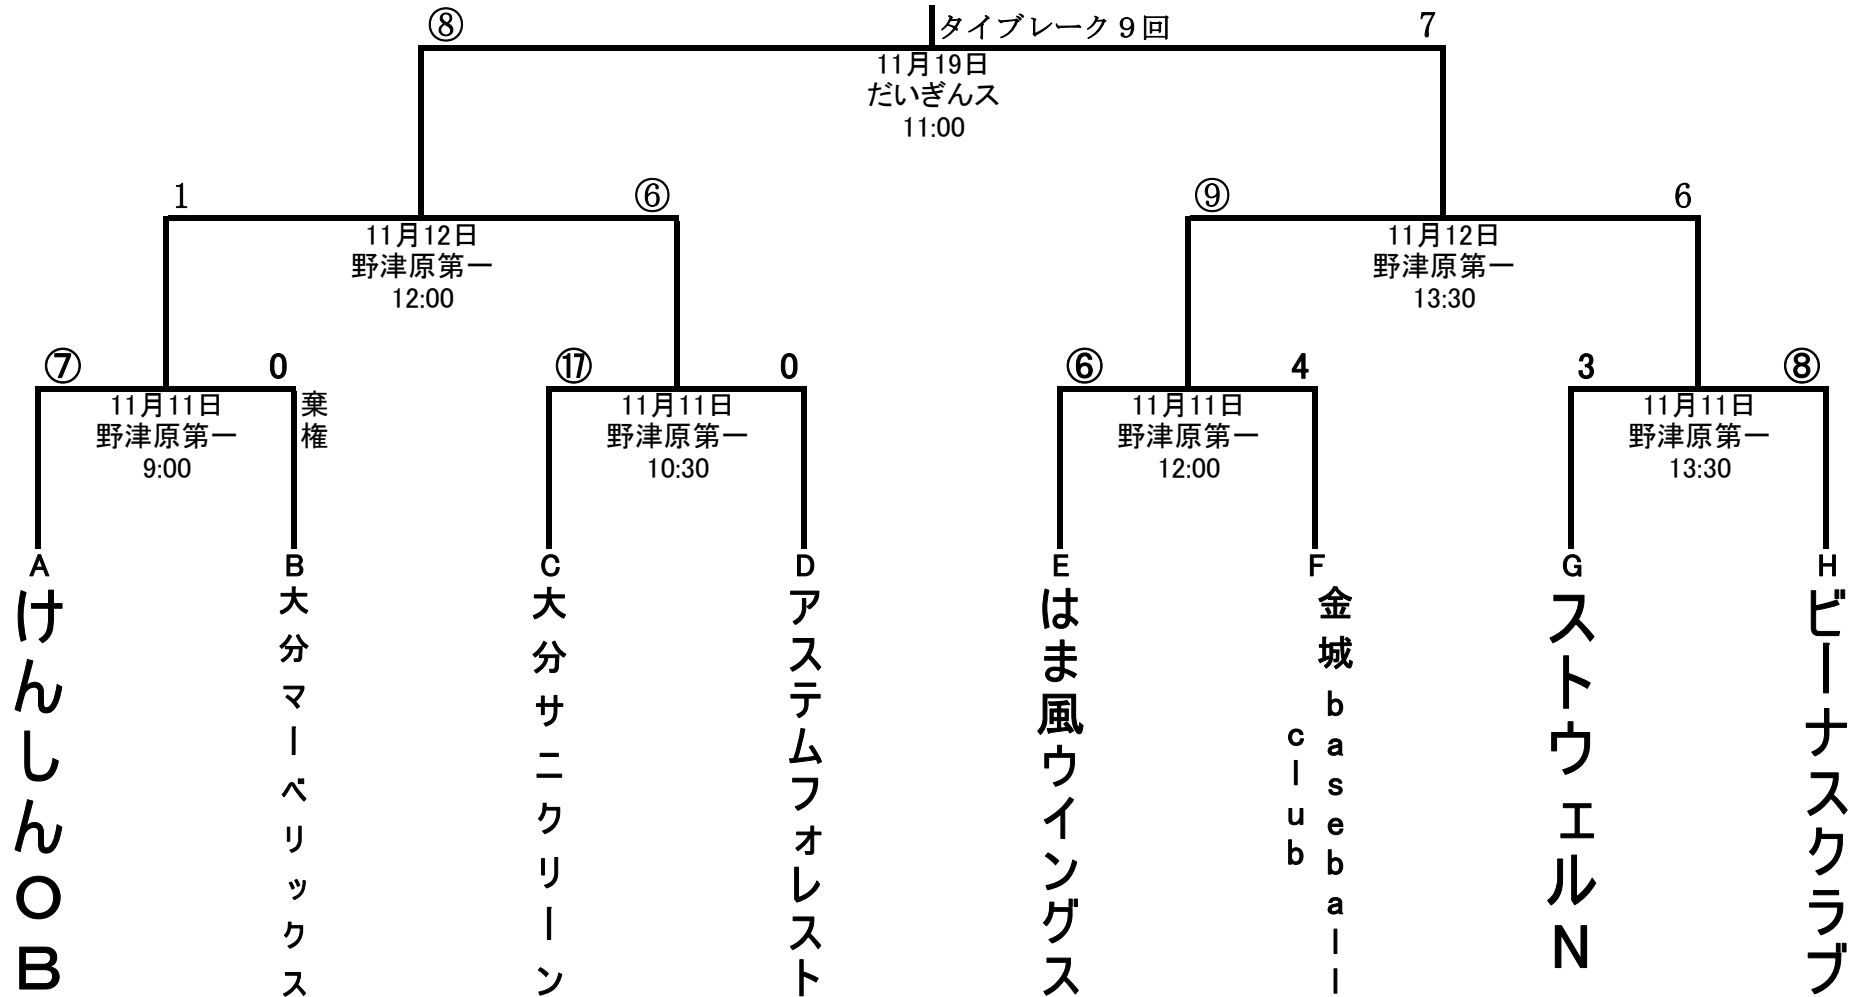 ⑧
タイブレーク９回
7
11月19日
だいぎんス
11:00
1
⑥
⑨
6
11月12日
野津原第一
12:00
11月12日
野津原第一
13:30
⑦
0
⑰
0
⑥
4
3
⑧
11月11日
野津原第一
9:00
棄権
11月11日
野津原第一
10:30
11月11日
野津原第一
12:00
11月11日
野津原第一
13:30
A
けんしんＯＢ
B
大分マーベリックス
C
大分サニクリーン
D
アステムフォレスト
E
はま風ウイングス
F
金城baseball
club
G
ストウェルN
H
ビーナスクラブ